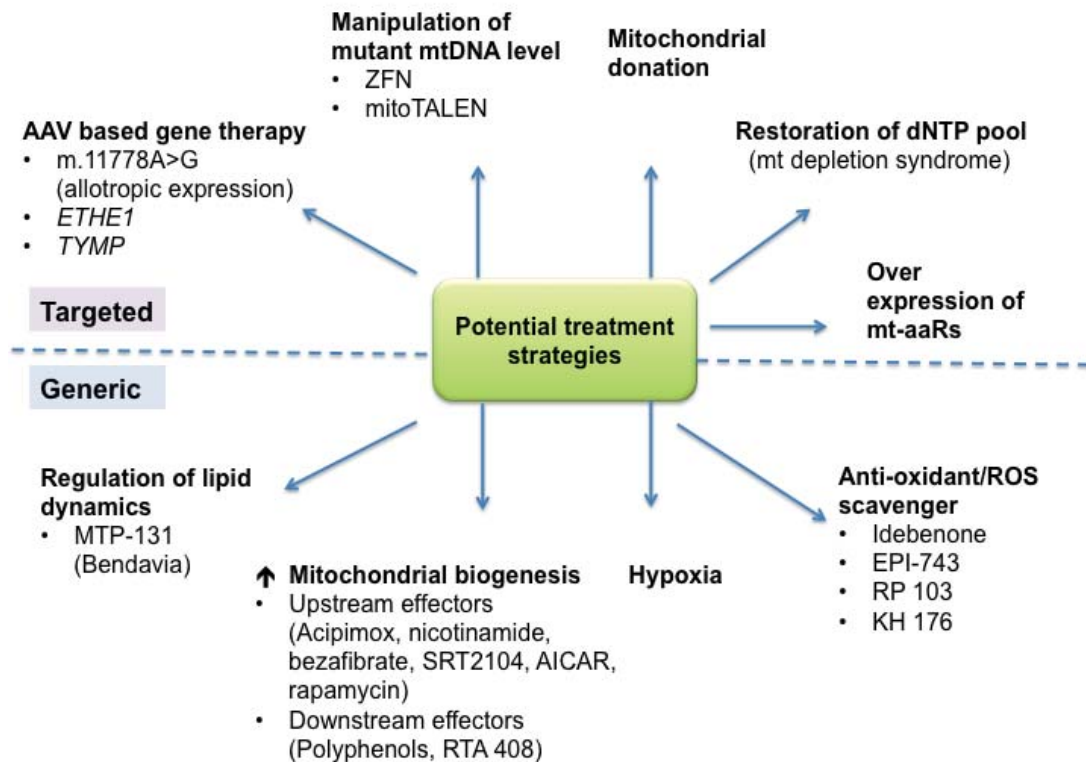 Manipulation of
mutant mtDNA level
• ZFN
• mitoTALEN
Mitochondrial
donation
AAV based gene therapy
• m.11778A>G
(allotropic expression)
• ETHE1
• TYMP
Restoration of dNTP pool
(mt depletion syndrome)
Over
expression of
mt-aaRs
Targeted
Potential treatment
strategies
Generic
Regulation of lipid
dynamics
• MTP-131
(Bendavia)
↑ Mitochondrial biogenesis
• Upstream effectors
(Acipimox, nicotinamide,
bezafibrate, SRT2104, AICAR,
rapamycin)
• Downstream effectors
(Polyphenols, RTA 408)
Hypoxia
Anti-oxidant/ROS
scavenger
• Idebenone
• EPI-743
• RP 103
• KH 176